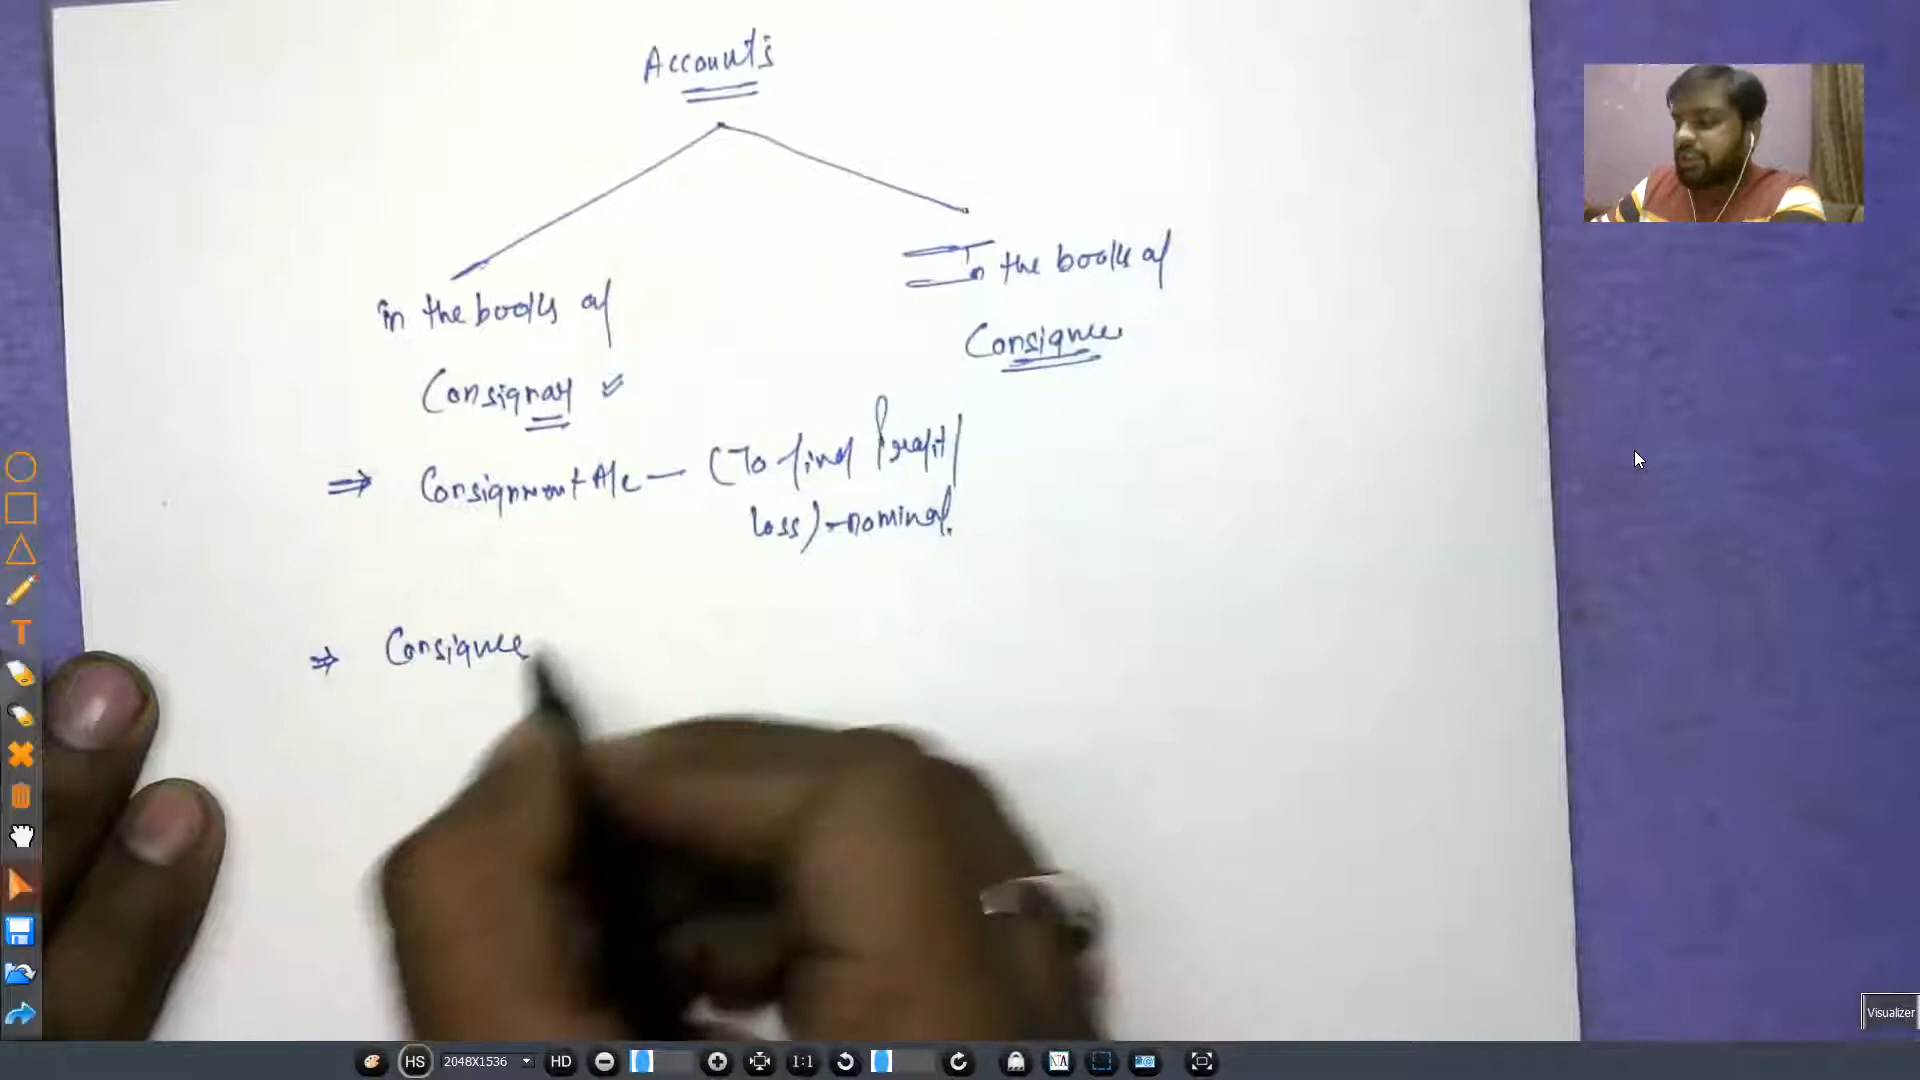 Accounts
in the books of
Consignor
In the books of
Consignee
⇒ Consignment A/c — (To find Profit/
loss) - nominal.
⇒ Consignee
T
HS
2048X1536
HD
1:1
Visualizer